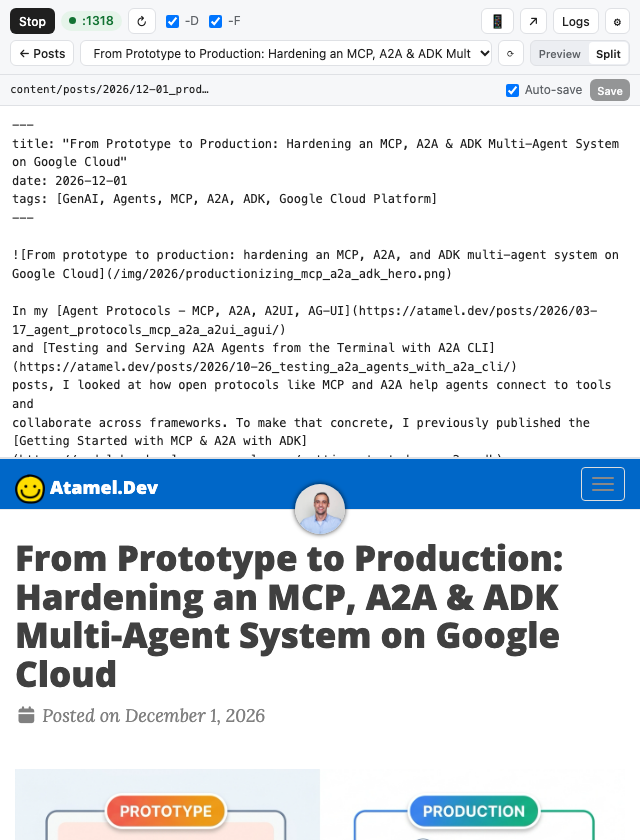 Stop
:1318
↻
-D
-F
Logs
← Posts
From Prototype to Production: Hardening an MCP, A2A & ADK Mult
Preview
Split
content/posts/2026/12-01_prod…
Auto-save
Save
---
title: "From Prototype to Production: Hardening an MCP, A2A & ADK Multi-Agent System
on Google Cloud"
date: 2026-12-01
tags: [GenAI, Agents, MCP, A2A, ADK, Google Cloud Platform]
---
![From prototype to production: hardening an MCP, A2A, and ADK multi-agent system on
Google Cloud](/img/2026/productionizing_mcp_a2a_adk_hero.png)
In my [Agent Protocols - MCP, A2A, A2UI, AG-UI](https://atamel.dev/posts/2026/03-
17_agent_protocols_mcp_a2a_a2ui_agui/)
and [Testing and Serving A2A Agents from the Terminal with A2A CLI]
(https://atamel.dev/posts/2026/10-26_testing_a2a_agents_with_a2a_cli/)
posts, I looked at how open protocols like MCP and A2A help agents connect to tools
and
collaborate across frameworks. To make that concrete, I previously published the
[Getting Started with MCP & A2A with ADK]
Atamel.Dev
From Prototype to Production:
Hardening an MCP, A2A & ADK
Multi-Agent System on Google
Cloud
Posted on December 1, 2026
PROTOTYPE
PRODUCTION